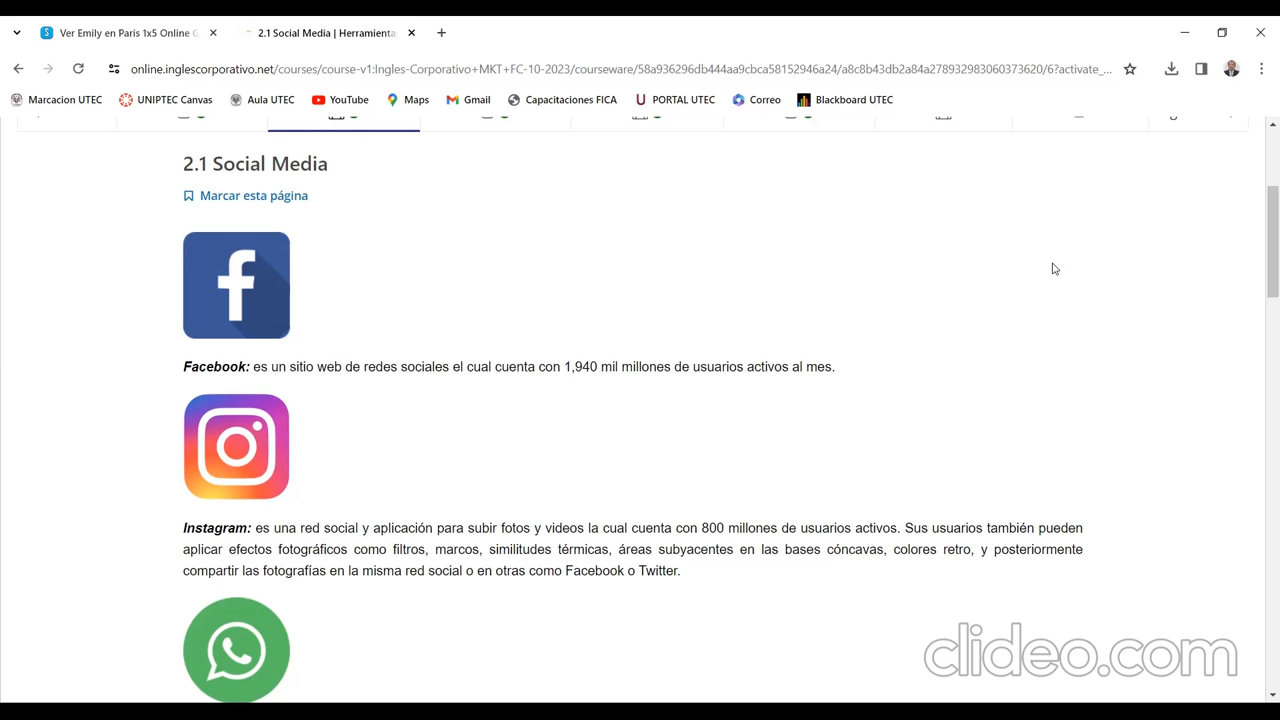 Ver Emily en Paris 1x5 Online G
2.1 Social Media | Herramienta
online.inglescorporativo.net/courses/course-v1:Ingles-Corporativo+MKT+FC-10-2023/courseware/58a936296db444aa9cbca58152946a24/a8c8b43db2a84a278932983060373620/6?activate_...
Marcacion UTEC
UNIPTEC Canvas
Aula UTEC
YouTube
Maps
Gmail
Capacitaciones FICA
PORTAL UTEC
Correo
Blackboard UTEC
2.1 Social Media
Marcar esta página
Facebook: es un sitio web de redes sociales el cual cuenta con 1,940 mil millones de usuarios activos al mes.
Instagram: es una red social y aplicación para subir fotos y videos la cual cuenta con 800 millones de usuarios activos. Sus usuarios también pueden
aplicar efectos fotográficos como filtros, marcos, similitudes térmicas, áreas subyacentes en las bases cóncavas, colores retro, y posteriormente
compartir las fotografías en la misma red social o en otras como Facebook o Twitter.
clideo.com